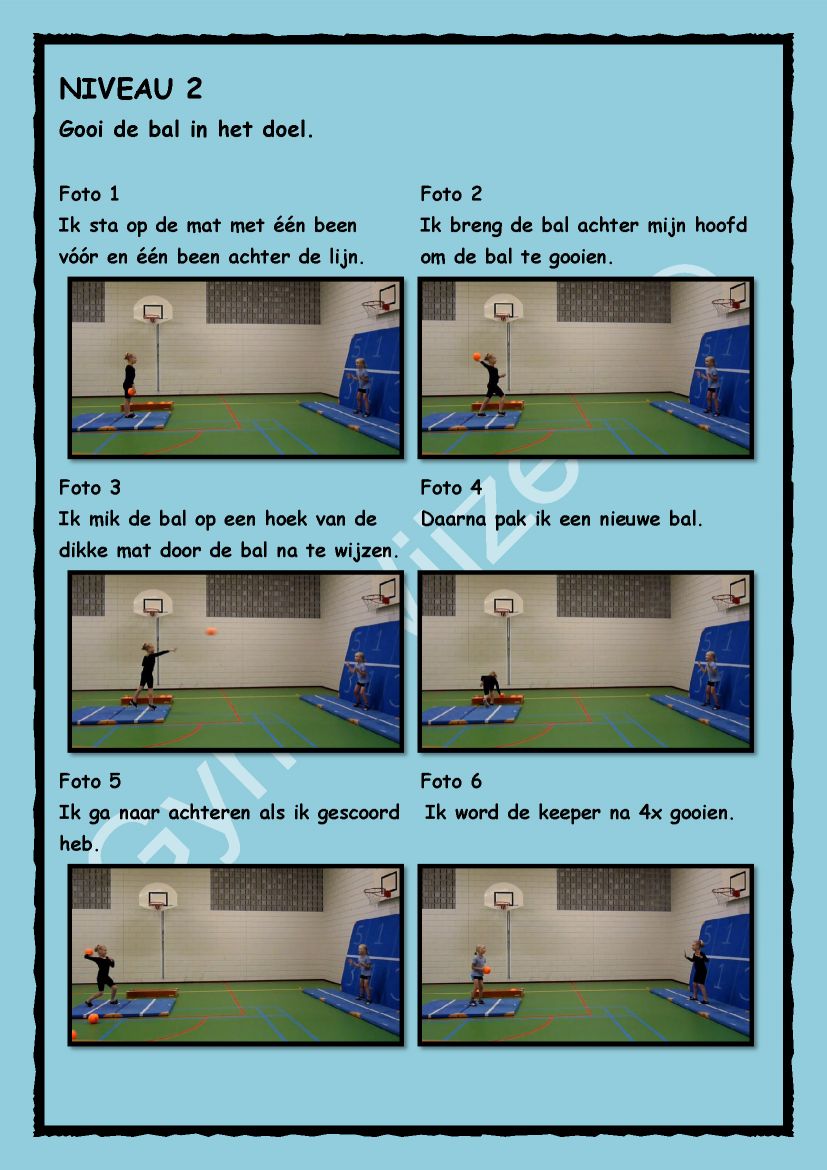 NIVEAU 2
Gooi de bal in het doel.
Foto 1
Ik sta op de mat met één been
vóór en één been achter de lijn.
Foto 2
Ik breng de bal achter mijn hoofd
om de bal te gooien.
Foto 3
Ik mik de bal op een hoek van de
dikke mat door de bal na te wijzen.
Foto 4
Daarna pak ik een nieuwe bal.
Foto 5
Ik ga naar achteren als ik gescoord
heb.
Foto 6
Ik word de keeper na 4x gooien.